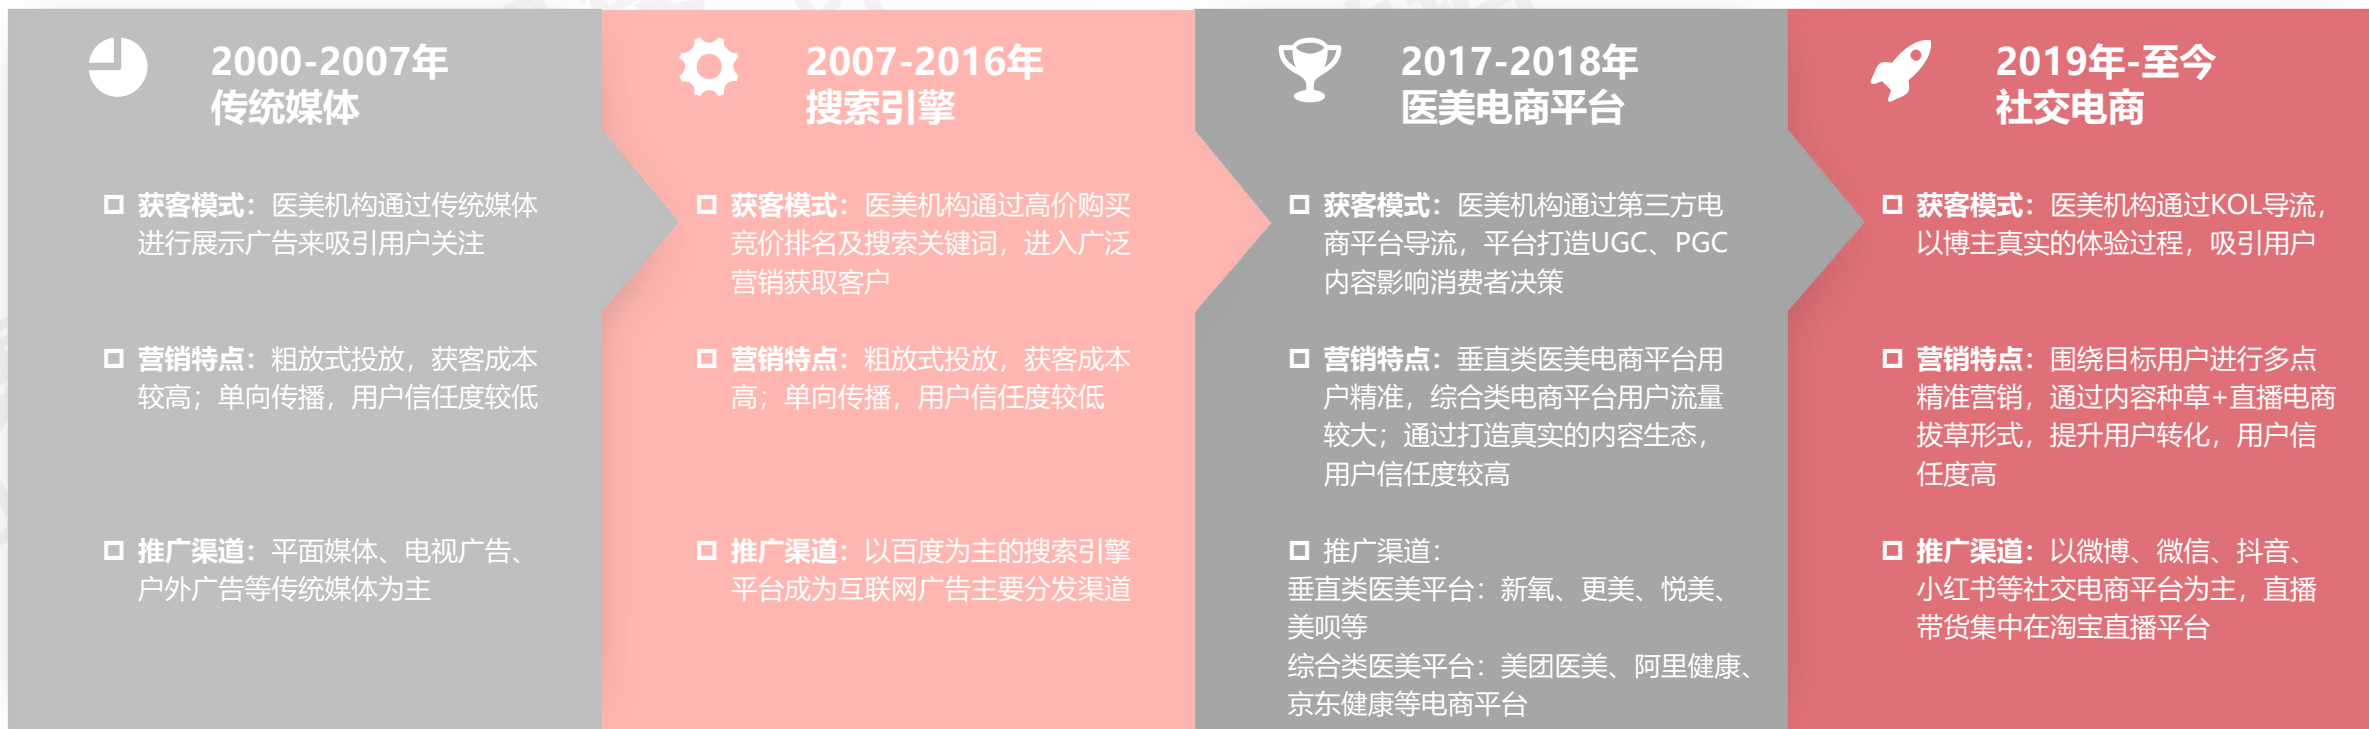 2000-2007年
传统媒体
获客模式：医美机构通过传统媒体
进行展示广告来吸引用户关注
营销特点：粗放式投放，获客成本
较高；单向传播，用户信任度较低
推广渠道：平面媒体、电视广告、
户外广告等传统媒体为主
2007-2016年
搜索引擎
获客模式：医美机构通过高价购买
竞价排名及搜索关键词，进入广泛
营销获取客户
营销特点：粗放式投放，获客成本
高；单向传播，用户信任度较低
推广渠道：以百度为主的搜索引擎
平台成为互联网广告主要分发渠道
2017-2018年
医美电商平台
获客模式：医美机构通过第三方电
商平台导流，平台打造UGC、PGC
内容影响消费者决策
营销特点：垂直类医美电商平台用
户精准，综合类电商平台用户流量
较大；通过打造真实的内容生态，
用户信任度较高
推广渠道：
垂直类医美平台：新氧、更美、悦美、
美呗等
综合类医美平台：美团医美、阿里健康、
京东健康等电商平台
2019年-至今
社交电商
获客模式：医美机构通过KOL导流，
以博主真实的体验过程，吸引用户
营销特点：围绕目标用户进行多点
精准营销，通过内容种草+直播电商
拔草形式，提升用户转化，用户信
任度高
推广渠道：以微博、微信、抖音、
小红书等社交电商平台为主，直播
带货集中在淘宝直播平台